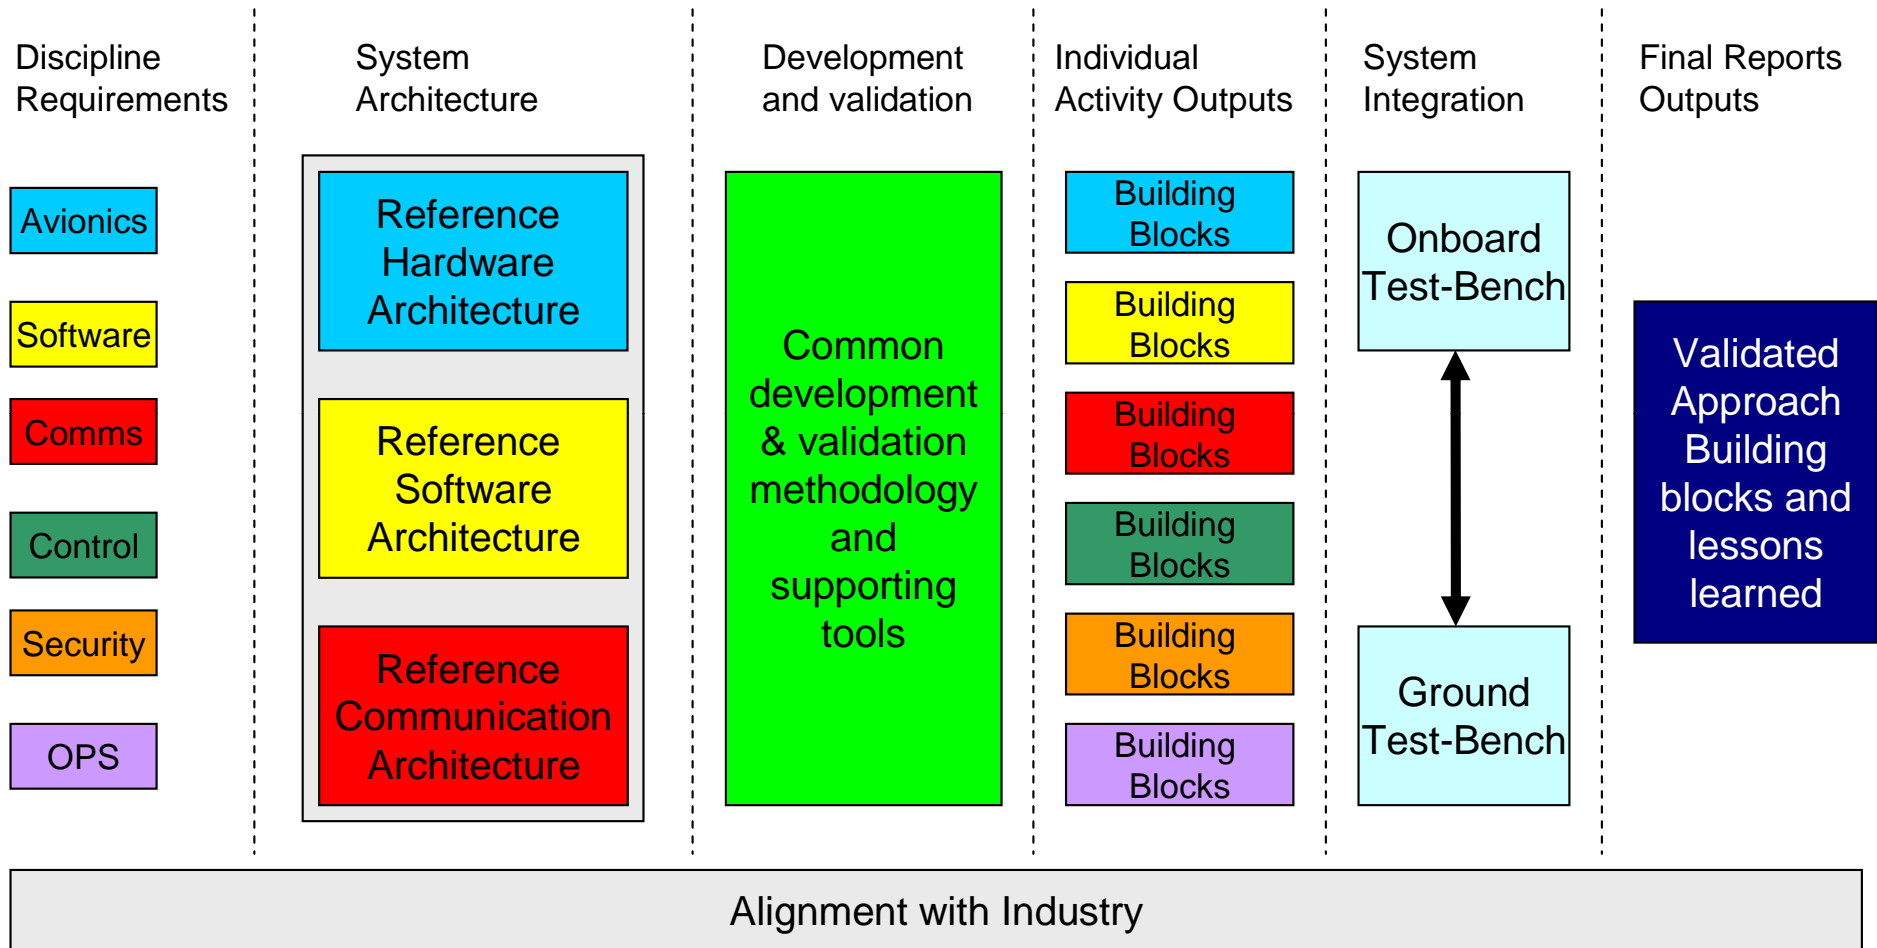 Discipline
Requirements
System
Architecture
Development
and validation
Individual
Activity Outputs
System
Integration
Final Reports
Outputs
Avionics
Software
Comms
Control
Security
OPS
Reference
Hardware
Architecture
Reference
Software
Architecture
Reference
Communication
Architecture
Common
development
& validation
methodology
and
supporting
tools
Building
Blocks
Building
Blocks
Building
Blocks
Building
Blocks
Building
Blocks
Building
Blocks
Onboard
Test-Bench
Ground
Test-Bench
Validated
Approach
Building
blocks and
lessons
learned
Alignment with Industry